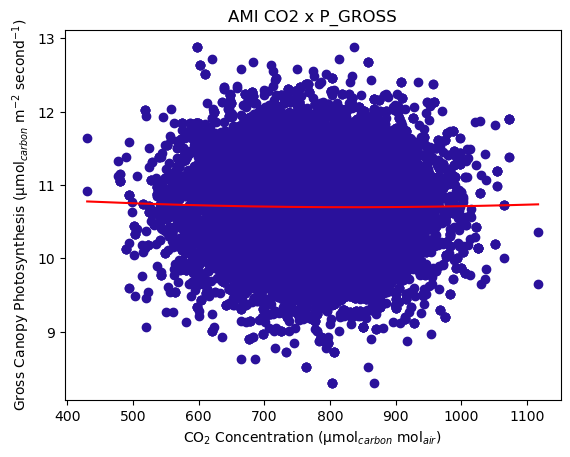 AMI CO2 x P_GROSS
13
12
11
10
9
Gross Canopy Photosynthesis (μmol_carbon m⁻² second⁻¹)
400 500 600 700 800 900 1000 1100
CO₂ Concentration (μmol_carbon mol_air)